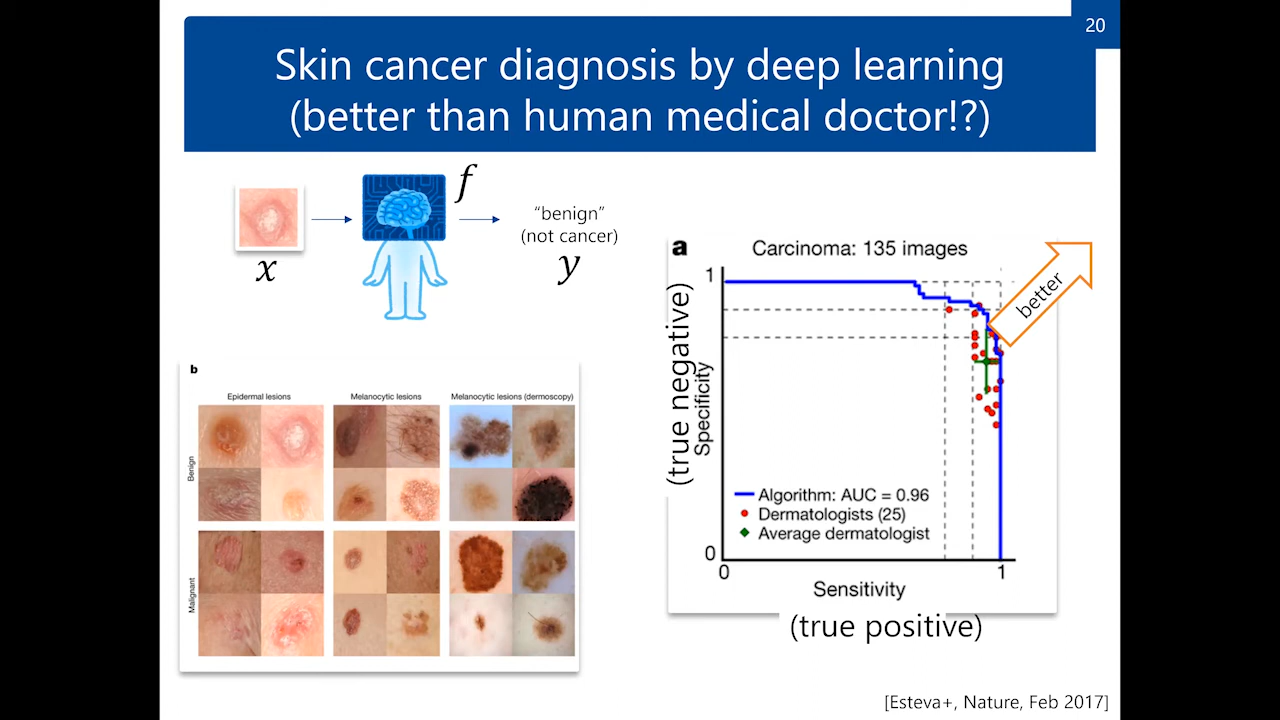 20
Skin cancer diagnosis by deep learning
(better than human medical doctor!?)
f
x
“benign”
(not cancer)
y
b
Epidermal lesions
Melanocytic lesions
Melanocytic lesions (dermoscopy)
Benign
Malignant
a
Carcinoma: 135 images
better
1
(true negative)
Specificity
Algorithm: AUC = 0.96
Dermatologists (25)
Average dermatologist
0
0
1
Sensitivity
(true positive)
[Esteva+, Nature, Feb 2017]